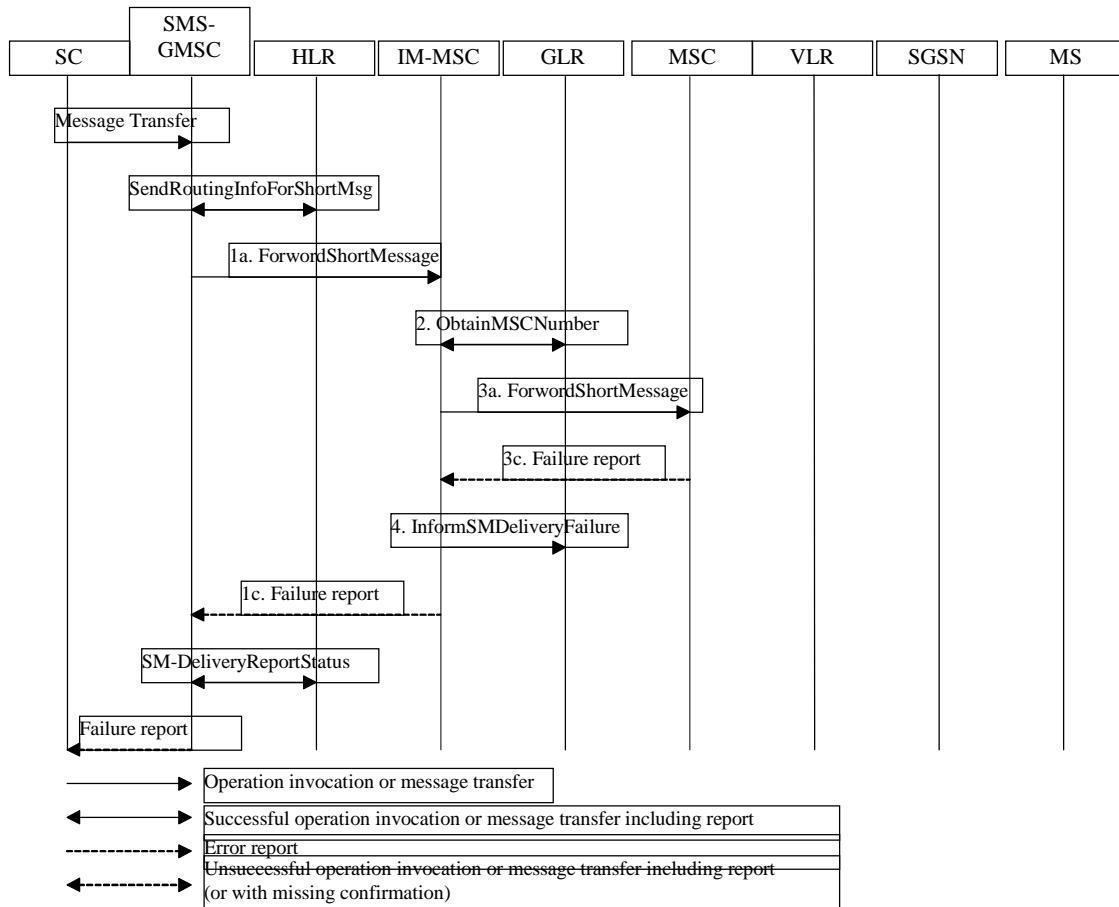 SC
SMS-
GMSC
HLR
IM-MSC
GLR
MSC
VLR
SGSN
MS
Message Transfer
SendRoutingInfoForShortMsg
1a. ForwordShortMessage
2. ObtainMSCNumber
3a. ForwordShortMessage
3c. Failure report
4. InformSMDeliveryFailure
1c. Failure report
SM-DeliveryReportStatus
Failure report
Operation invocation or message transfer
Successful operation invocation or message transfer including report
Error report
Unsuccessful operation invocation or message transfer including report
(or with missing confirmation)